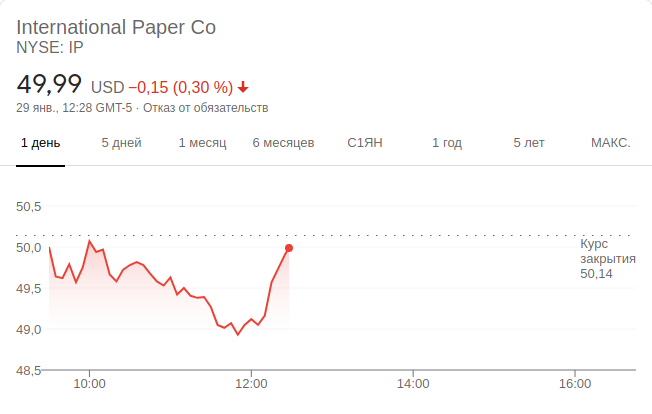 International Paper Co
NYSE: IP
49,99 USD −0,15 (0,30 %)
29 янв., 12:28 GMT-5 · Отказ от обязательств
1 день 5 дней 1 месяц 6 месяцев С1ЯН 1 год 5 лет МАКС.
50,5
50,0
49,5
49,0
48,5
Курс
закрытия
50,14
10:00 12:00 14:00 16:00